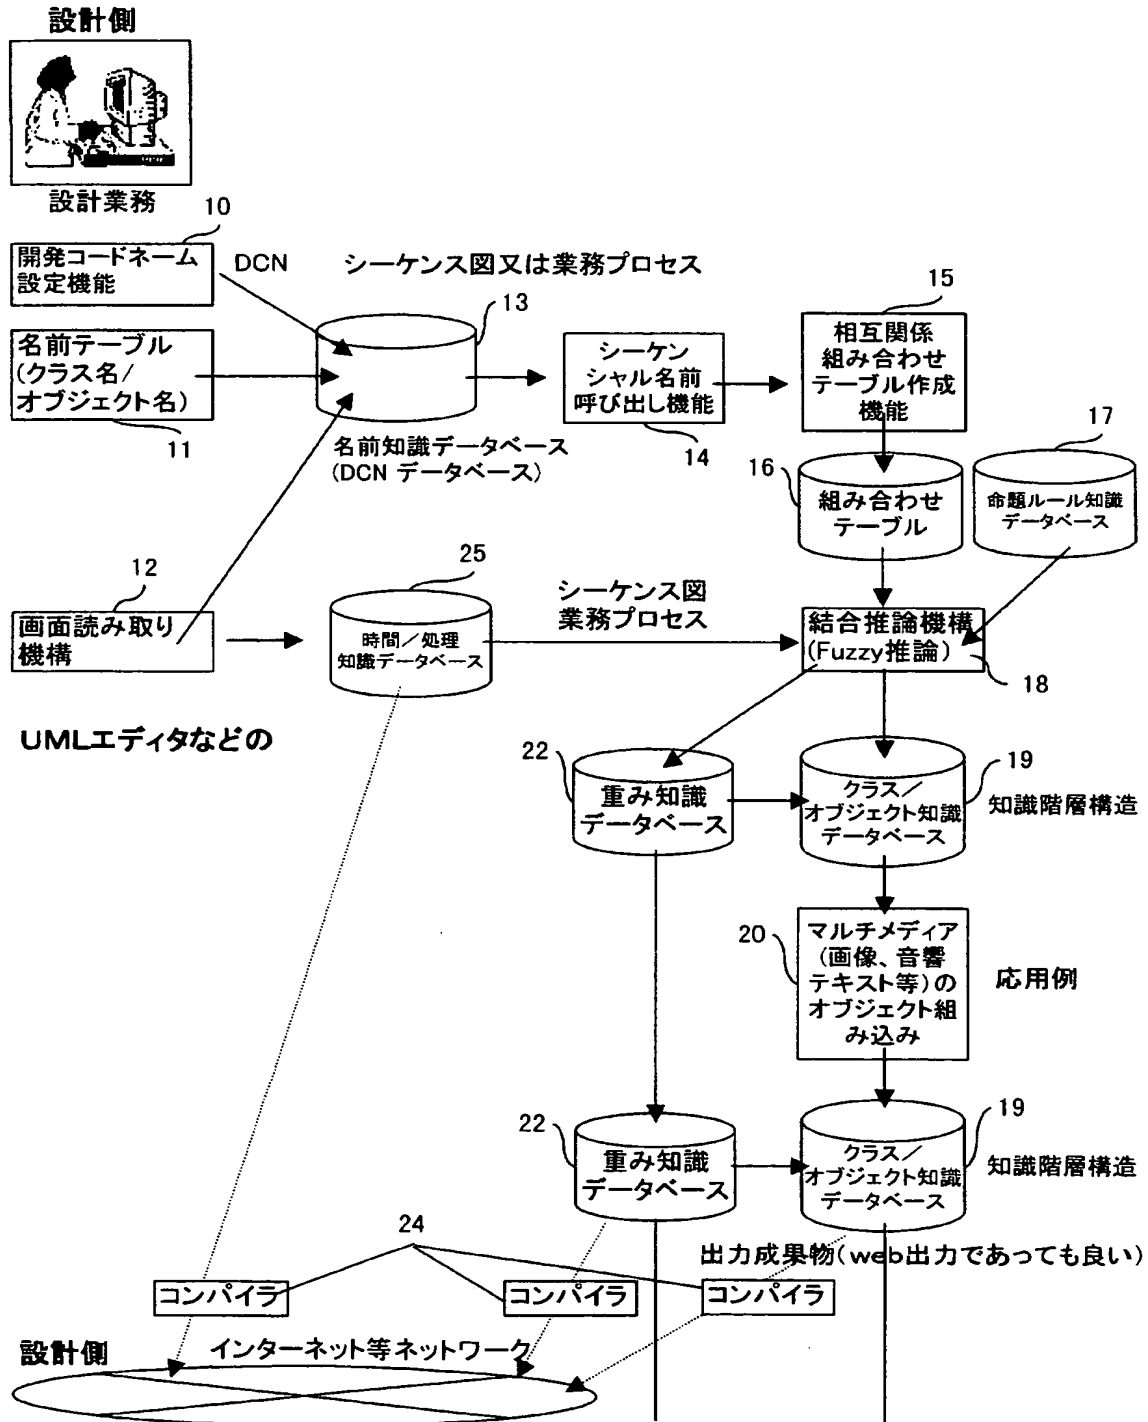 設計側
設計業務
10
開発コードネーム
設定機能
DCN
シーケンス図又は業務プロセス
名前テーブル
(クラス名/
オブジェクト名)
11
13
名前知識データベース
(DCN データベース)
シーケン
シャル名前
呼び出し機能
14
15
相互関係
組み合わせ
テーブル作成
機能
16
組み合わせ
テーブル
17
命題ルール知識
データベース
12
画面読み取り
機構
25
時間/処理
知識データベース
シーケンス図
業務プロセス
結合推論機構
(Fuzzy推論)
18
UMLエディタなどの
22
重み知識
データベース
19
クラス/
オブジェクト知識
データベース
知識階層構造
20
マルチメディア
(画像、音響
テキスト等)の
オブジェクト組
み込み
応用例
22
重み知識
データベース
19
クラス/
オブジェクト知識
データベース
知識階層構造
24
出力成果物(web出力であっても良い)
コンパイラ
コンパイラ
コンパイラ
設計側
インターネット等ネットワーク